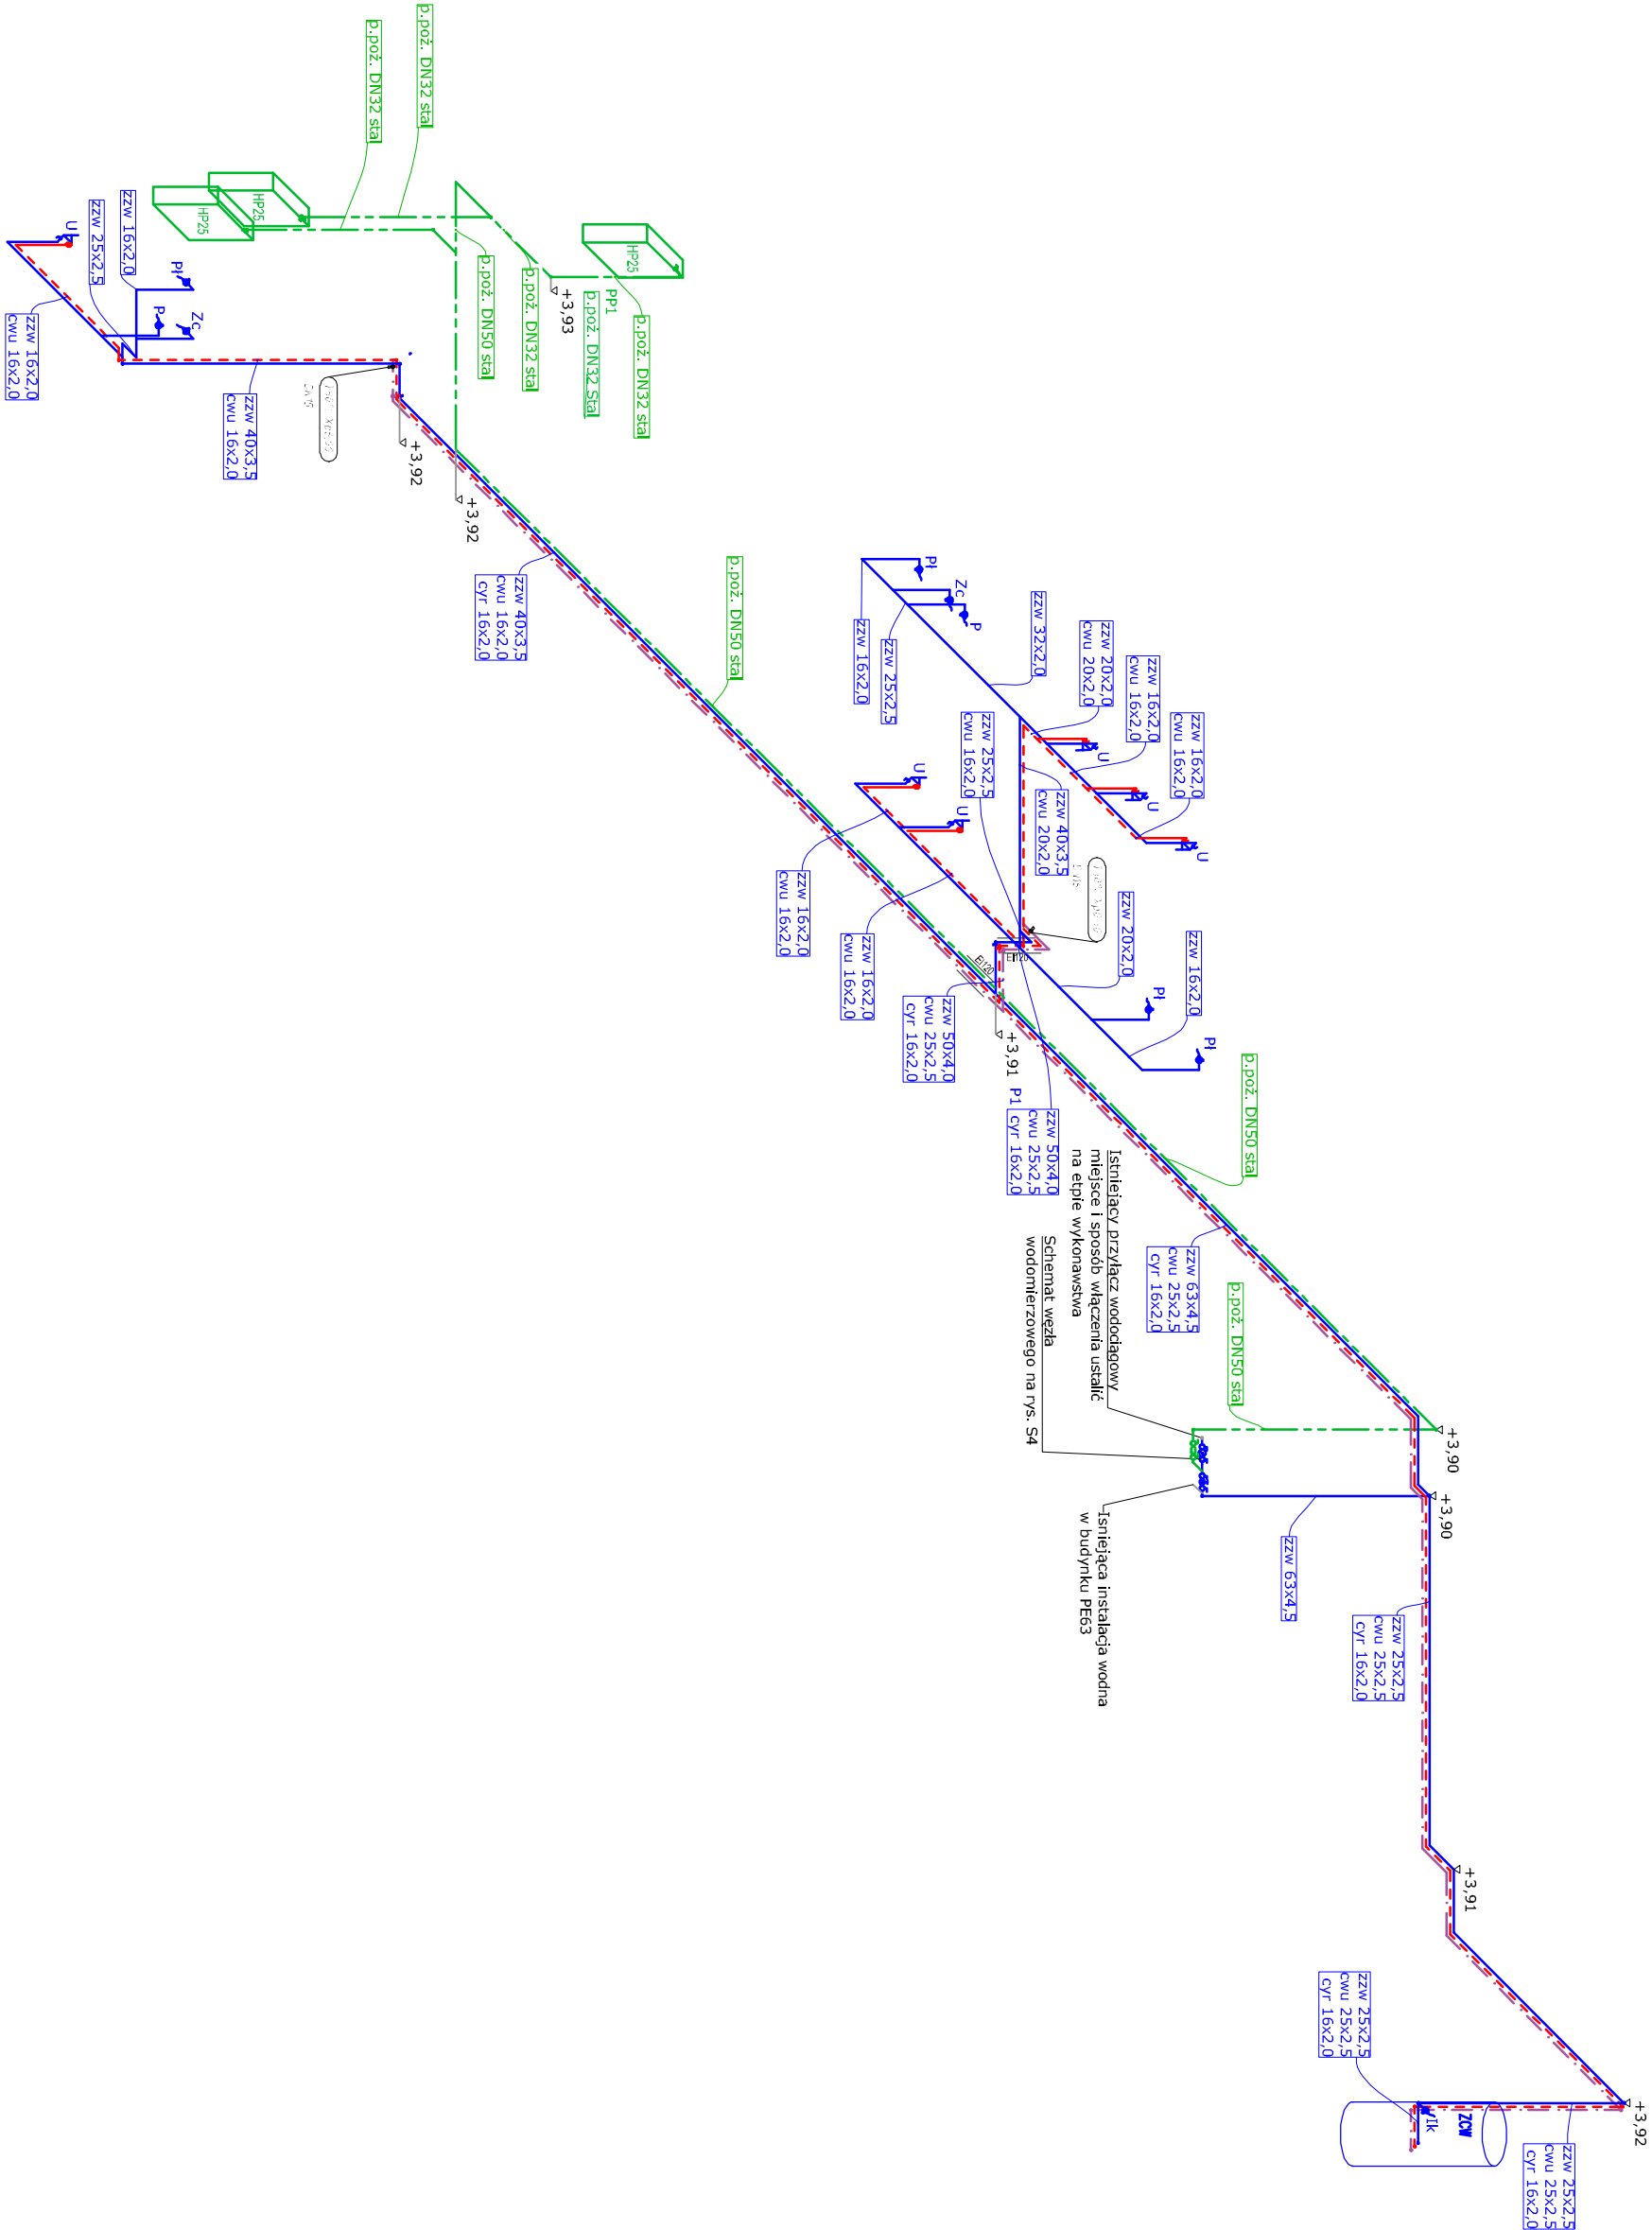 p.poż. DN32 stal
p.poż. DN32 stal
HP25
HP25
HP25
p.poż. DN50 stal
p.poż. DN32 stal
+3,93
PP1
p.poż. DN32 Stal
p.poż. DN32 stal
zzw 16x2,0
zzw 25x2,5
U
Pł
P
Zc
zzw 16x2,0
cwu 16x2,0
zzw 40x3,5
cwu 16x2,0
+3,92
+3,92
zzw 40x3,5
cwu 16x2,0
cyr 16x2,0
p.poż. DN50 stal
Pł
Zc
P
zzw 16x2,0
zzw 25x2,5
zzw 32x2,0
zzw 20x2,0
cwu 20x2,0
zzw 16x2,0
cwu 16x2,0
zzw 16x2,0
cwu 16x2,0
U
U
U
zzw 25x2,5
cwu 16x2,0
zzw 40x3,5
cwu 20x2,0
U
U
zzw 16x2,0
cwu 16x2,0
zzw 16x2,0
cwu 16x2,0
EI120
EI120
zzw 20x2,0
zzw 16x2,0
Pł
Pł
zzw 50x4,0
cwu 25x2,5
cyr 16x2,0
+3,91
P1
zzw 50x4,0
cwu 25x2,5
cyr 16x2,0
p.poż. DN50 stal
zzw 63x4,5
cwu 25x2,5
cyr 16x2,0
p.poż. DN50 stal
Istniejący przyłącz wodociągowy
miejsce i sposób włączenia ustalić
na etpie wykonawstwa
Schemat węzła
wodomierzowego na rys. S4
+3,90
+3,90
Isniejąca instalacja wodna
w budynku PE63
zzw 63x4,5
zzw 25x2,5
cwu 25x2,5
cyr 16x2,0
+3,91
zzw 25x2,5
cwu 25x2,5
cyr 16x2,0
+3,92
Ik
ZCW
zzw 25x2,5
cwu 25x2,5
cyr 16x2,0